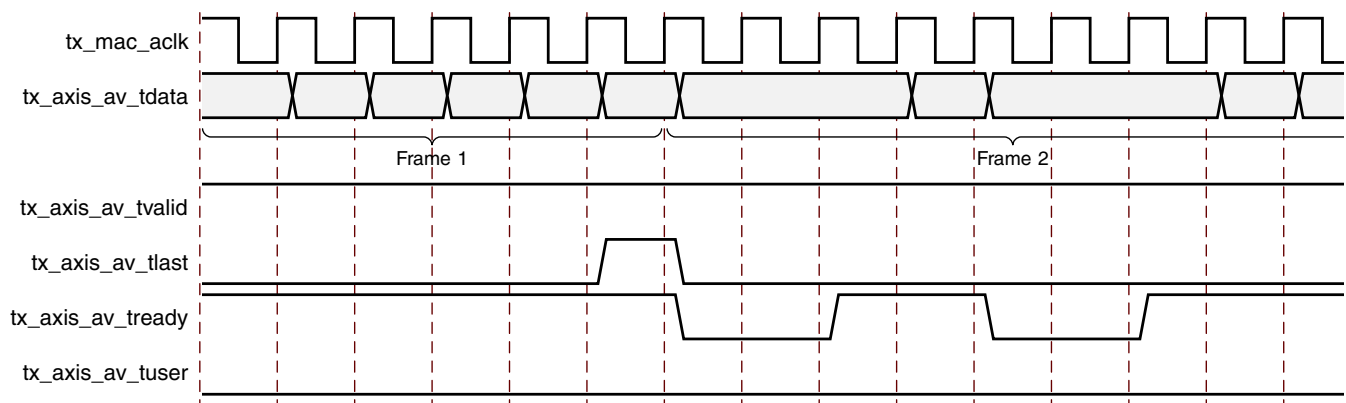 tx_mac_aclk
tx_axis_av_tdata
Frame 1
Frame 2
tx_axis_av_tvalid
tx_axis_av_tlast
tx_axis_av_tready
tx_axis_av_tuser